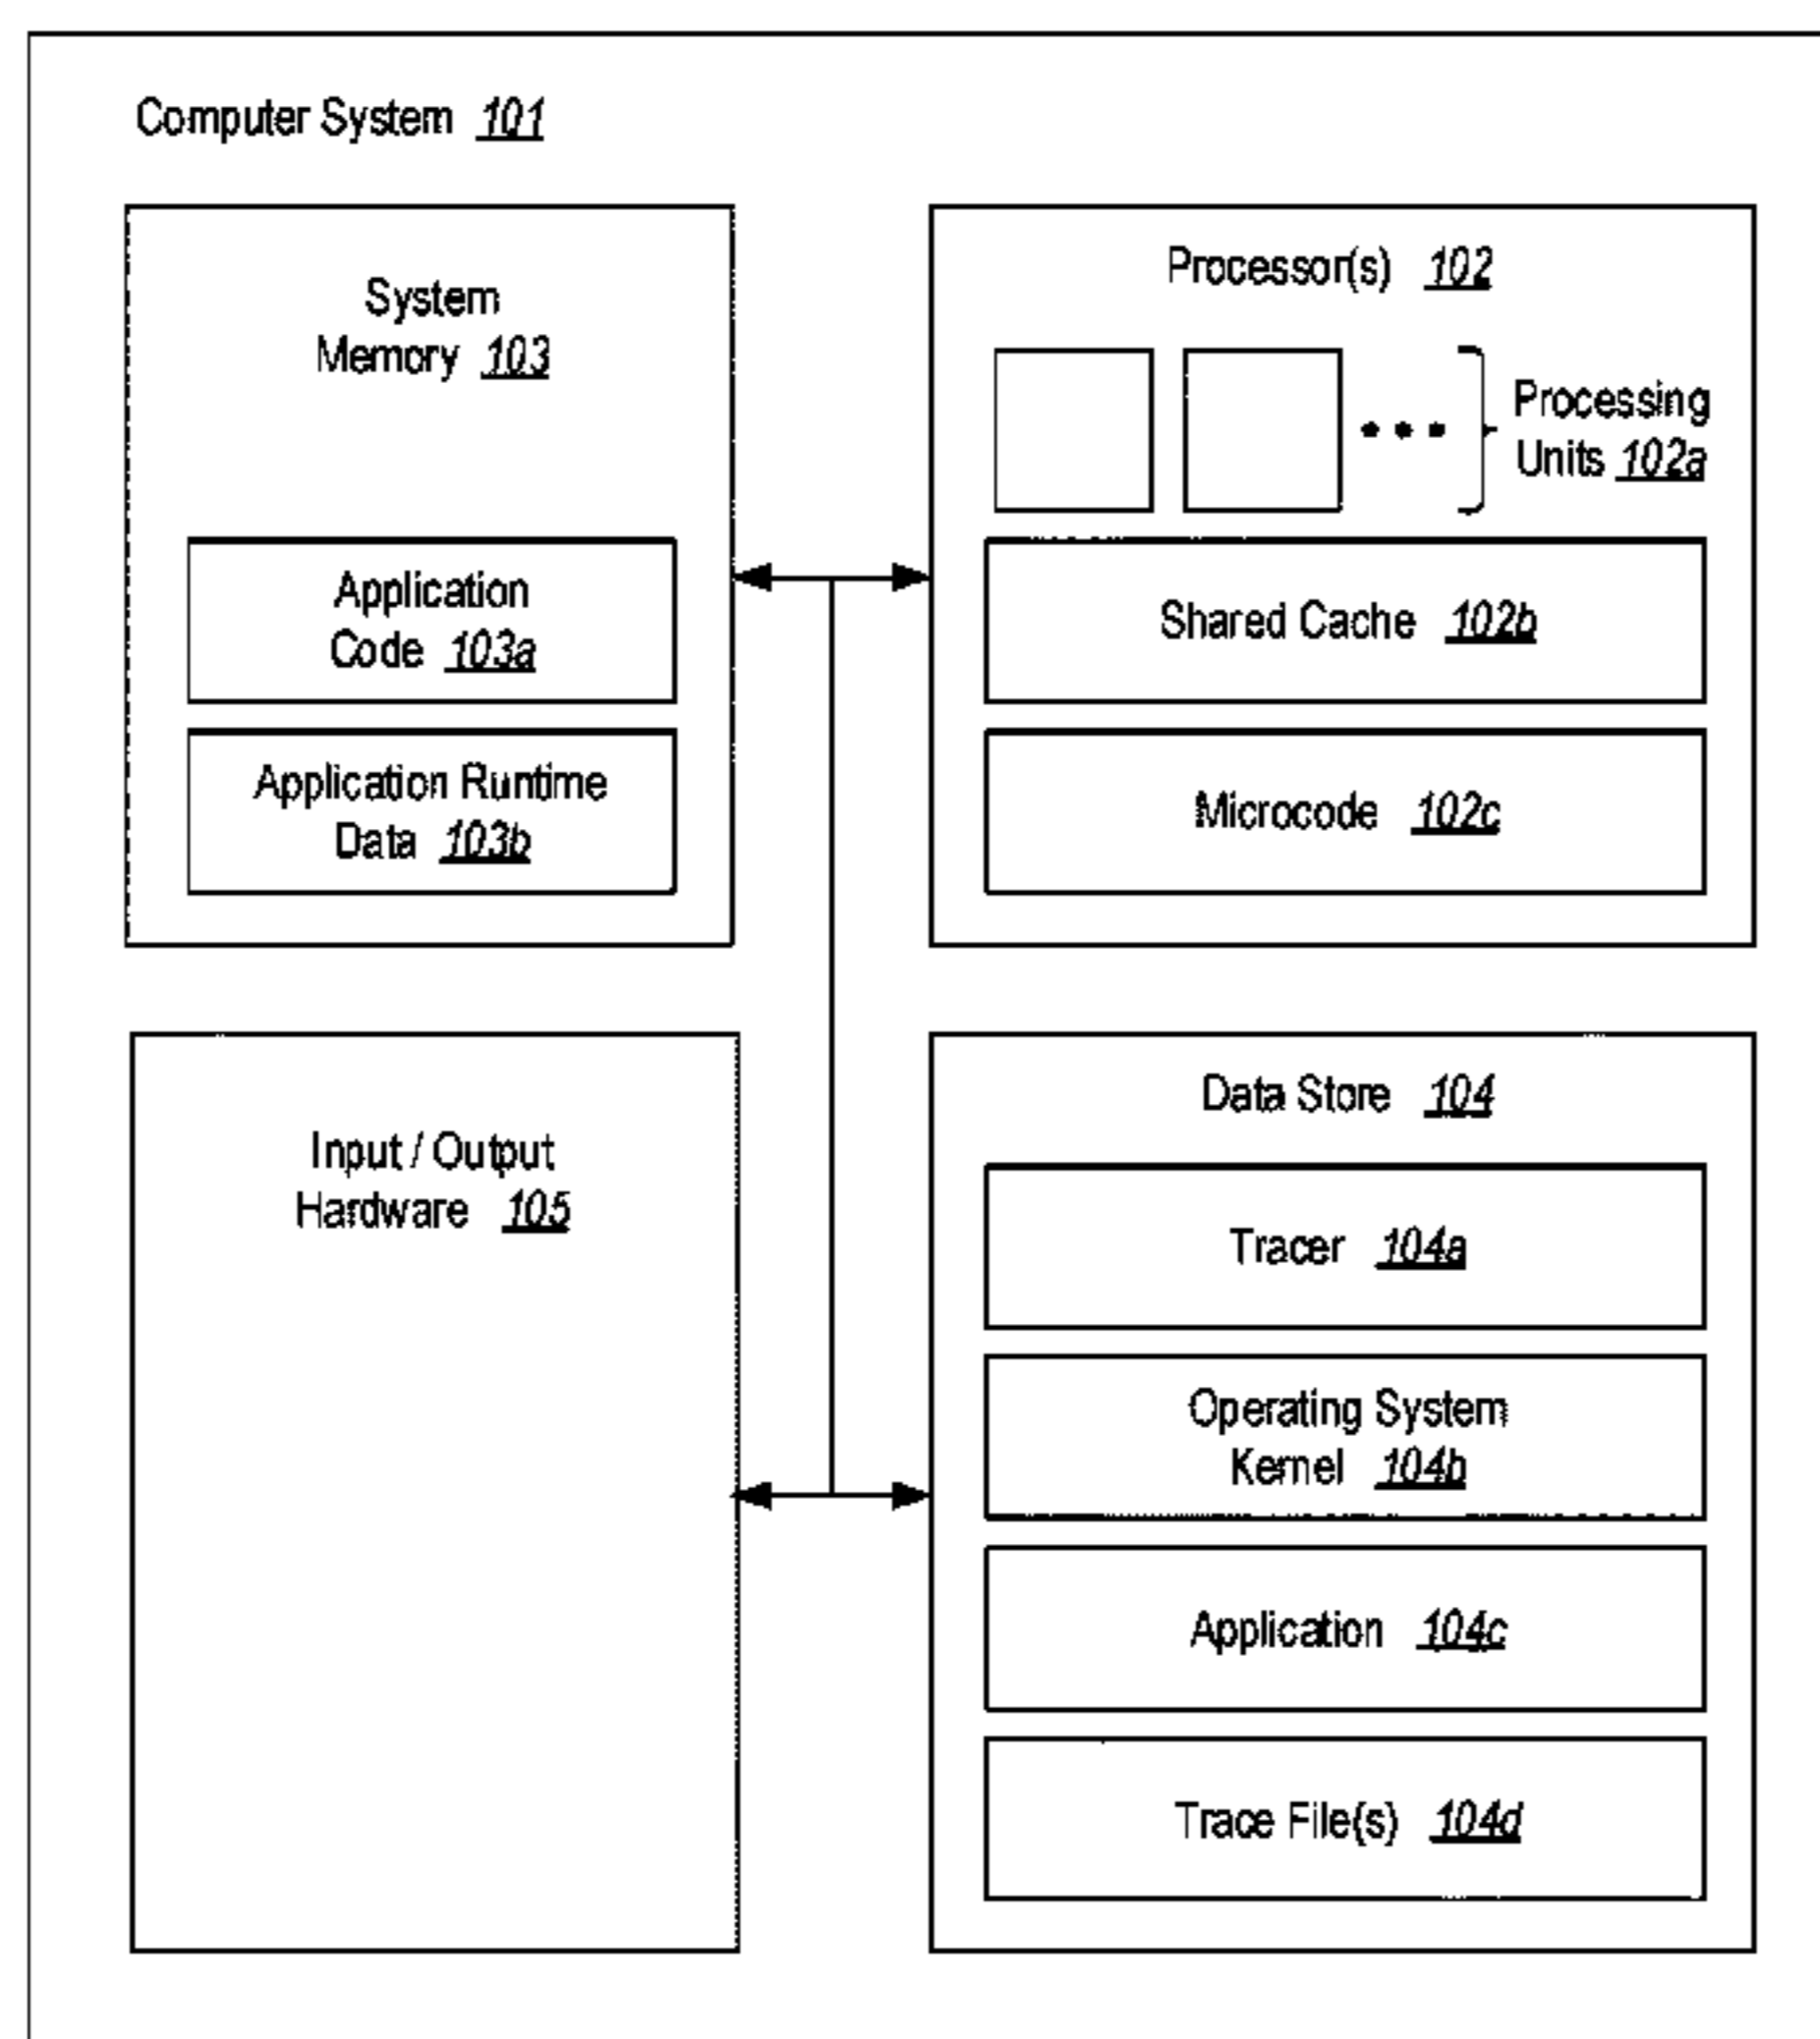 Computer System 101
System
Memory 103
Application
Code 103a
Application Runtime
Data 103b
Processor(s) 102
Processing
Units 102a
Shared Cache 102b
Microcode 102c
Input / Output
Hardware 105
Data Store 104
Tracer 104a
Operating System
Kernel 104b
Application 104c
Trace File(s) 104d